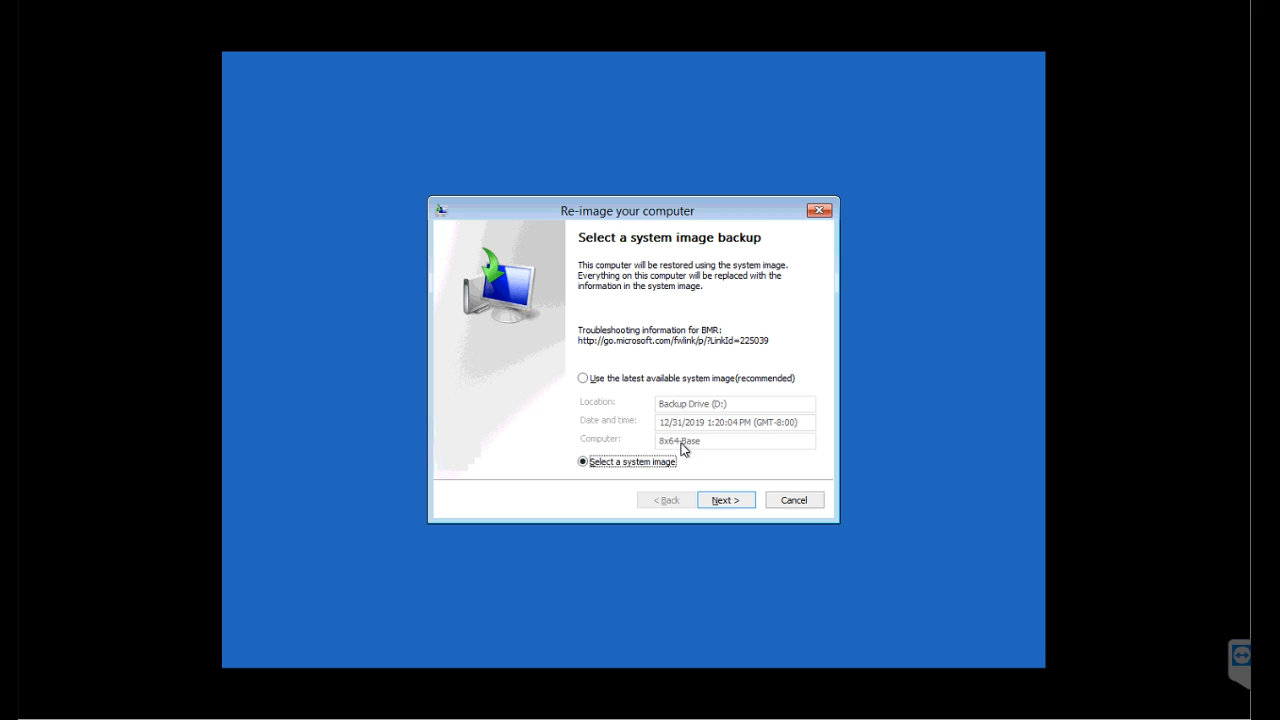 Re-image your computer
Select a system image backup
This computer will be restored using the system image.
Everything on this computer will be replaced with the
information in the system image.
Troubleshooting information for BMR:
http://go.microsoft.com/fwlink/p/?LinkId=225039
Use the latest available system image(recommended)
Location: Backup Drive (D:)
Date and time: 12/31/2019 1:20:04 PM (GMT-8:00)
Computer: 8x64-Base
Select a system image
< Back Next > Cancel